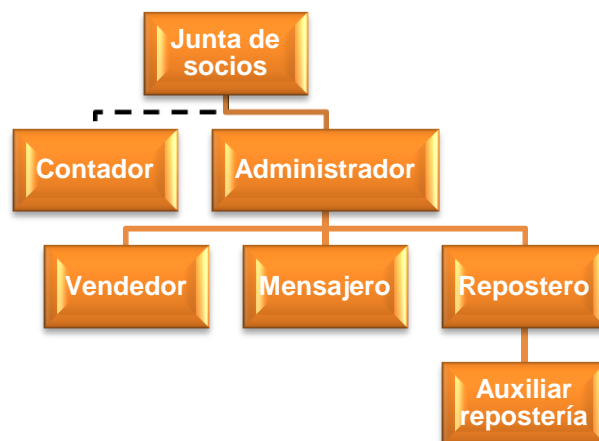 Junta de
socios
Contador
Administrador
Vendedor
Mensajero
Repostero
Auxiliar
repostería